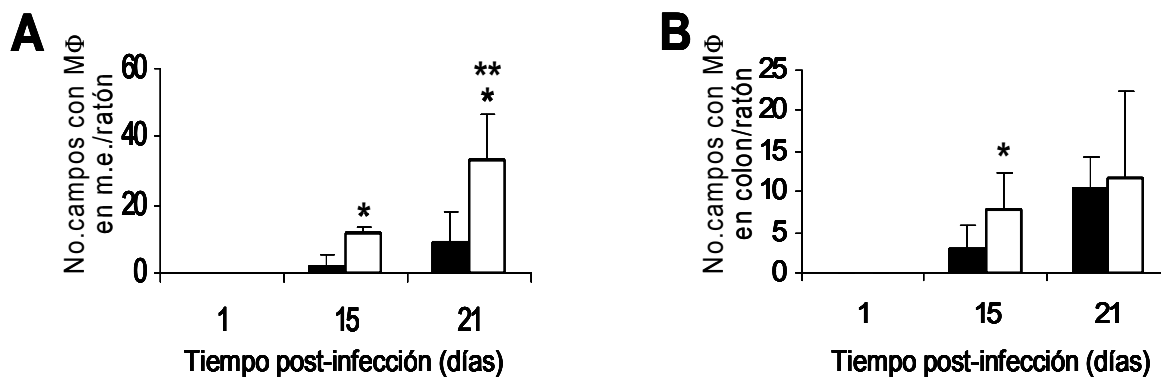 A
No.campos con MΦ
en m.e./ratón
60
40
20
0
**
*
*
1 15 21
Tiempo post-infección (días)
B
No.campos con MΦ
en colon/ratón
25
20
15
10
5
0
*
1 15 21
Tiempo post-infección (días)